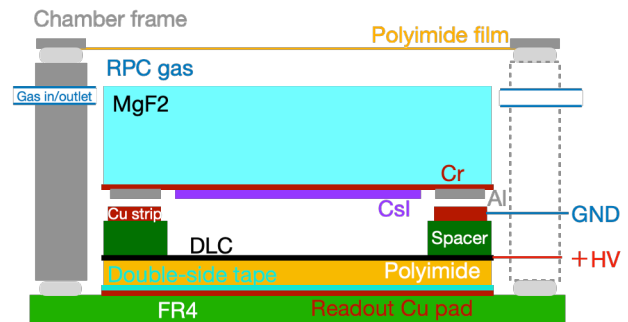 Chamber frame
Polyimide film
RPC gas
Gas in/outlet
MgF2
Cr
Al
CsI
Cu strip
GND
Spacer
DLC
+HV
Polyimide
Double-side tape
Readout Cu pad
FR4